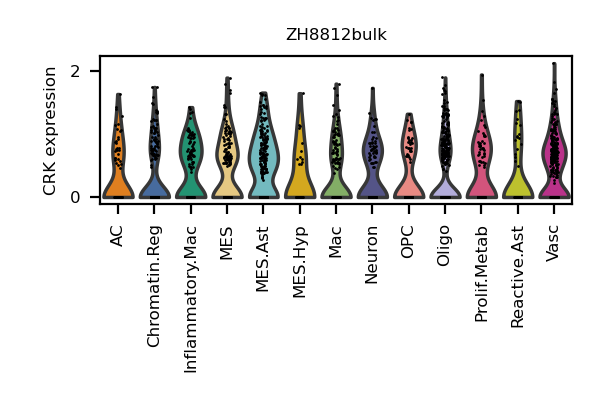 ZH8812bulk
CRK expression
2
0
AC
Chromatin.Reg
Inflammatory.Mac
MES
MES.Ast
MES.Hyp
Mac
Neuron
OPC
Oligo
Prolif.Metab
Reactive.Ast
Vasc